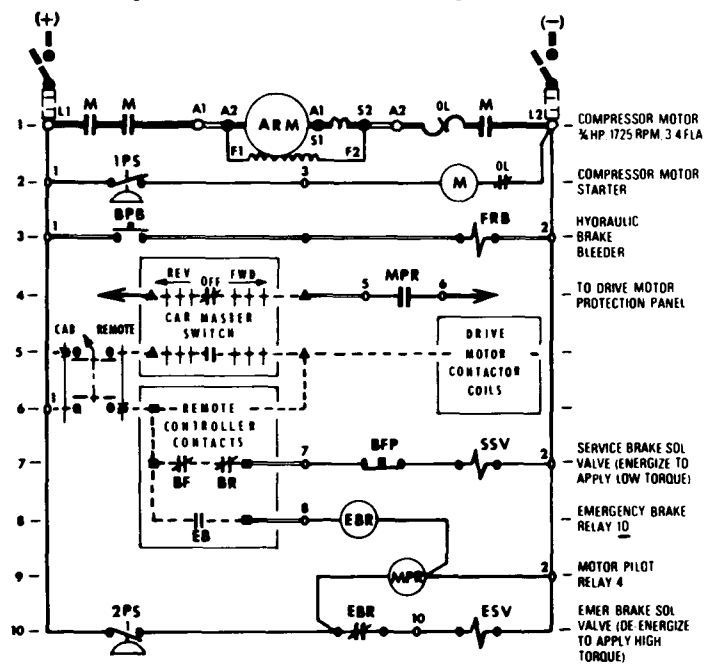 (+) (–)
L1 M M A1 A2 ARM A1 S1 S2 A2 OL M L2
1– – COMPRESSOR MOTOR
¾ HP, 1725 RPM, 3 4 FLA
F1 F2
1PS
2– 1 3 M OL – COMPRESSOR MOTOR
STARTER
BPB
3– 1 FRB 2 – HYDRAULIC
BRAKE
BLEEDER
REV OFF FWD
4– 5 MPR 6 – TO DRIVE MOTOR
PROTECTION PANEL
CAR MASTER
SWITCH
CAB REMOTE
5– –
DRIVE
MOTOR
CONTACTOR
COILS
6– 1 –
REMOTE
CONTROLLER
CONTACTS
7– BF BR 7 BFP SSV 2 – SERVICE BRAKE SOL
VALVE (ENERGIZE TO
APPLY LOW TORQUE)
8– EB 8 EBR – EMERGENCY BRAKE
RELAY 1D
9– MPR 2 – MOTOR PILOT
RELAY 4
2PS
10– EBR 10 ESV – EMER BRAKE SOL
VALVE (DE ENERGIZE
TO APPLY HIGH
TORQUE)